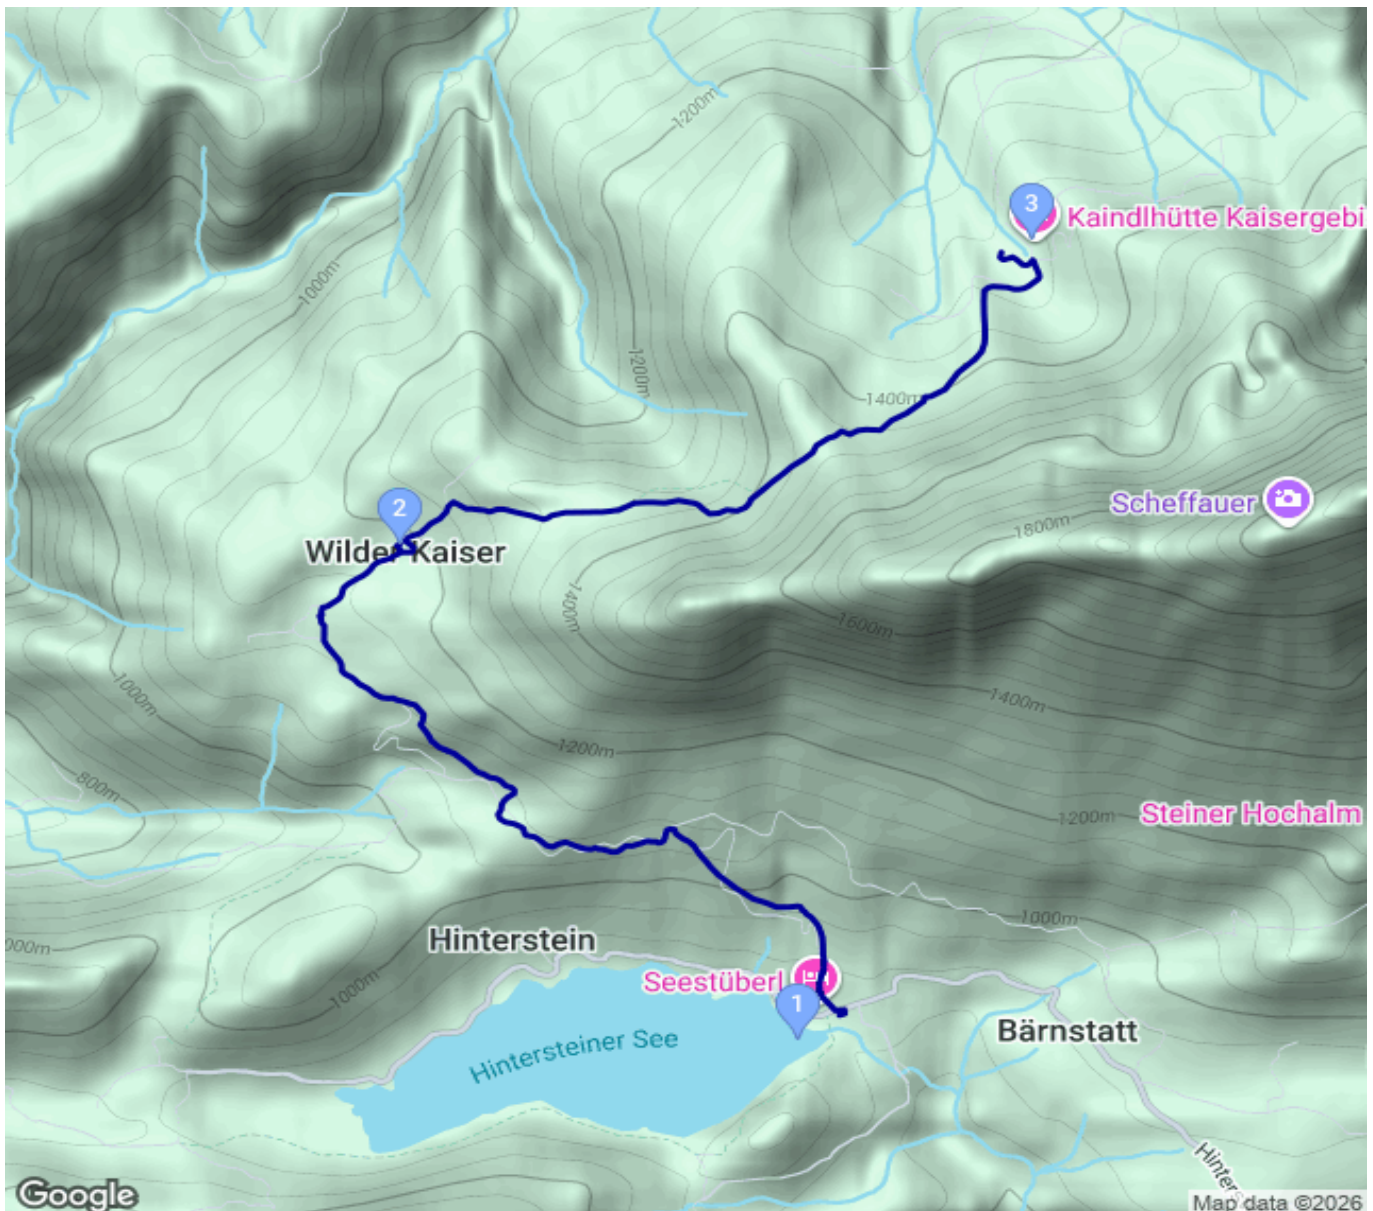 1200m
3
Kaindlhütte Kaisergebi
1000m
1200m
1400m
2
Scheffauer
1800m
Wilder Kaiser
1400m
1600m
1000m
1400m
1200m
800m
1200m
Steiner Hochalm
1000m
Hinterstein
000m
Seestüberl
1000m
1
Bärnstatt
Hintersteiner See
Hinters
Google
Map data ©2026